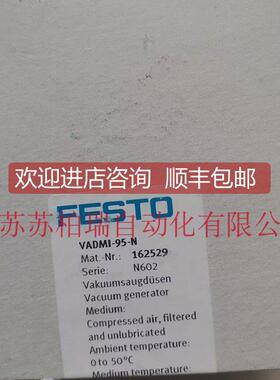 欢迎进店咨询 顺丰包邮
FESTO
苏苏柏瑞自动化有限公司
VADMI-95-N
Mat.-Nr.: 162529
Serie: N602
Vakuumsaugdüsen
Vacuum generator
Medium:
Compressed air, filtered
and unlubricated
Ambient temperature:
0 to 50°C
Medium temperature: